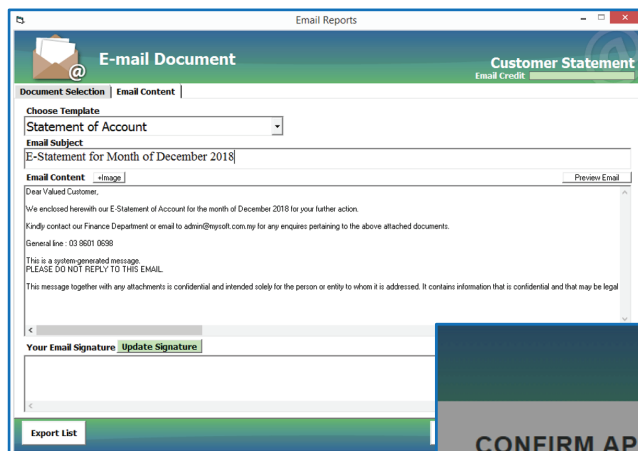 Email Reports
E-mail Document
Customer Statement
Email Credit
Document Selection Email Content
Choose Template
Statement of Account
Email Subject
E-Statement for Month of December 2018
Email Content +Image Preview Email
Dear Valued Customer,
We enclosed herewith our E-Statement of Account for the month of December 2018 for your further action.
Kindly contact our Finance Department or email to admin@mysoft.com.my for any enquires pertaining to the above attached documents.
General line : 03 8601 0698
This is a system-generated message.
PLEASE DO NOT REPLY TO THIS EMAIL.
This message together with any attachments is confidential and intended solely for the person or entity to whom it is addressed. It contains information that is confidential and that may be legal
Your Email Signature Update Signature
Export List
CONFIRM AP